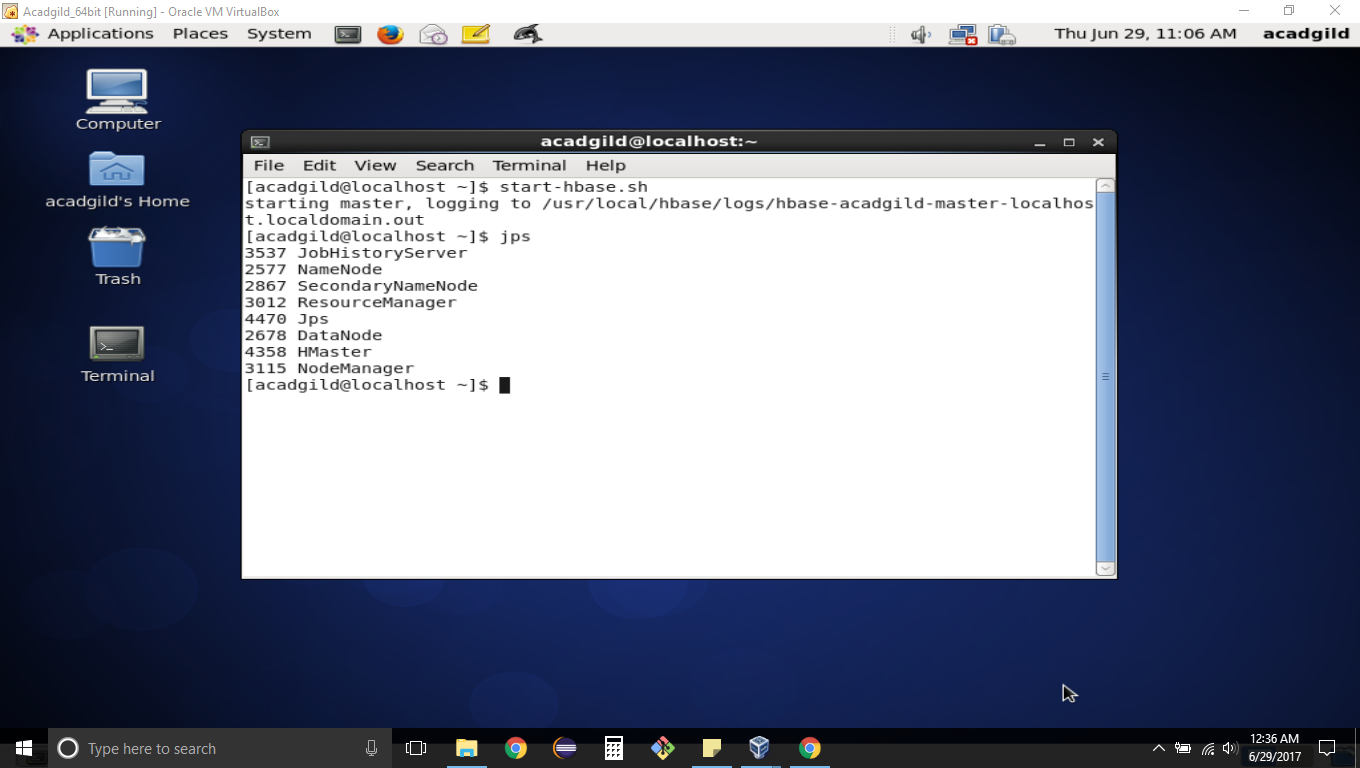 Acadgild_64bit [Running] - Oracle VM VirtualBox
Applications Places System
Thu Jun 29, 11:06 AM acadgild
Computer
acadgild's Home
Trash
Terminal
acadgild@localhost:~
File Edit View Search Terminal Help
[acadgild@localhost ~]$ start-hbase.sh
starting master, logging to /usr/local/hbase/logs/hbase-acadgild-master-localhos
t.localdomain.out
[acadgild@localhost ~]$ jps
3537 JobHistoryServer
2577 NameNode
2867 SecondaryNameNode
3012 ResourceManager
4470 Jps
2678 DataNode
4358 HMaster
3115 NodeManager
[acadgild@localhost ~]$
Type here to search
12:36 AM
6/29/2017